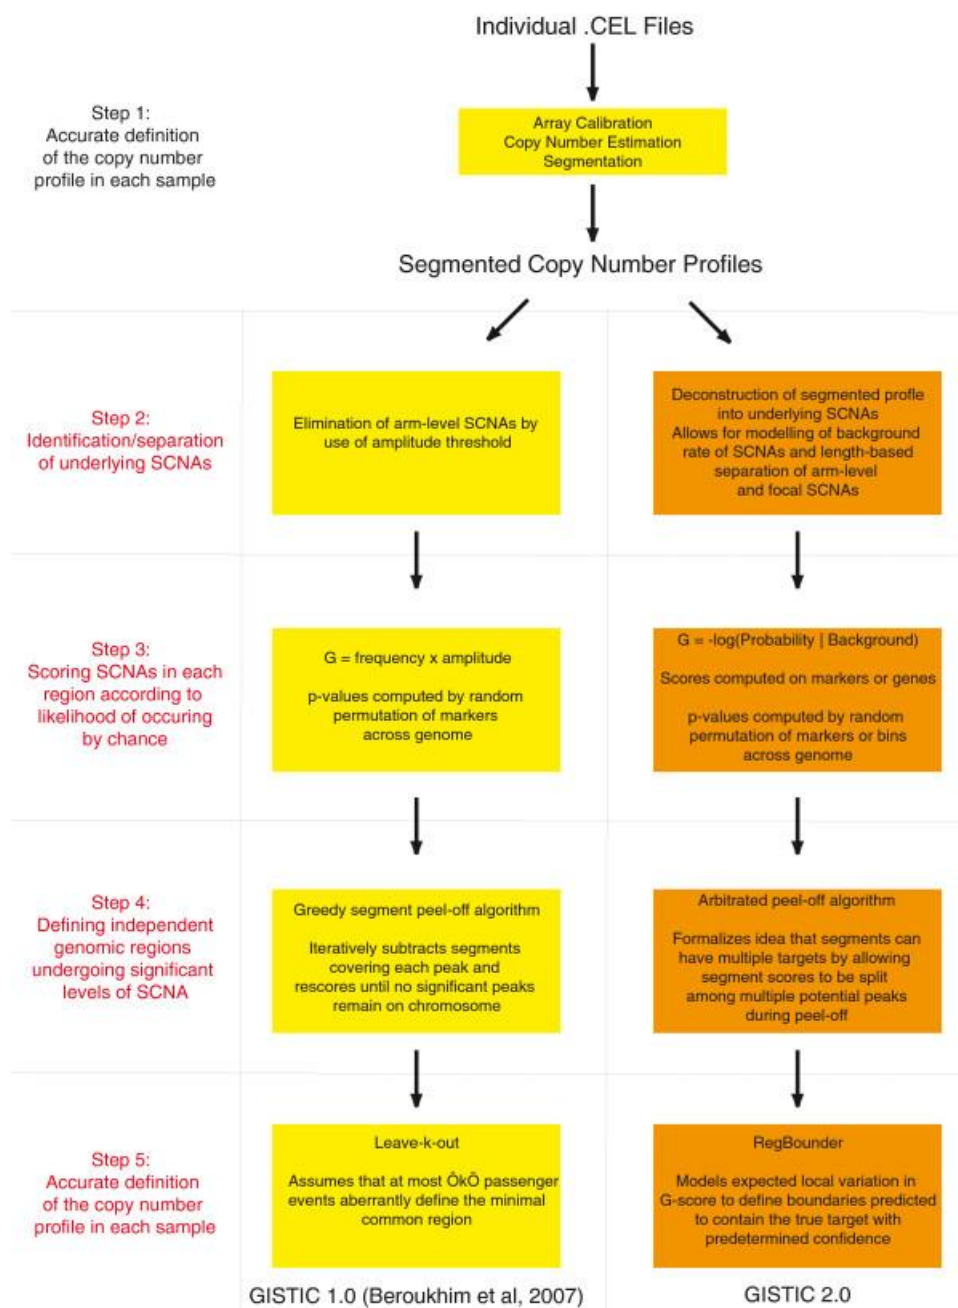 Individual .CEL Files
Step 1:
Accurate definition
of the copy number
profile in each sample
Array Calibration
Copy Number Estimation
Segmentation
Segmented Copy Number Profiles
Step 2:
Identification/separation
of underlying SCNAs
Elimination of arm-level SCNAs by
use of amplitude threshold
Deconstruction of segmented profle
into underlying SCNAs
Allows for modelling of background
rate of SCNAs and length-based
separation of arm-level
and focal SCNAs
Step 3:
Scoring SCNAs in each
region according to
likelihood of occuring
by chance
G = frequency x amplitude
p-values computed by random
permutation of markers
across genome
G = -log(Probability | Background)
Scores computed on markers or genes
p-values computed by random
permutation of markers or bins
across genome
Step 4:
Defining independent
genomic regions
undergoing significant
levels of SCNA
Greedy segment peel-off algorithm
Iteratively subtracts segments
covering each peak and
rescores until no significant peaks
remain on chromosome
Arbitrated peel-off algorithm
Formalizes idea that segments can
have multiple targets by allowing
segment scores to be split
among multiple potential peaks
during peel-off
Step 5:
Accurate definition
of the copy number
profile in each sample
Leave-k-out
Assumes that at most ÔkÕ passenger
events aberrantly define the minimal
common region
RegBounder
Models expected local variation in
G-score to define boundaries predicted
to contain the true target with
predetermined confidence
GISTIC 1.0 (Beroukhim et al, 2007)
GISTIC 2.0